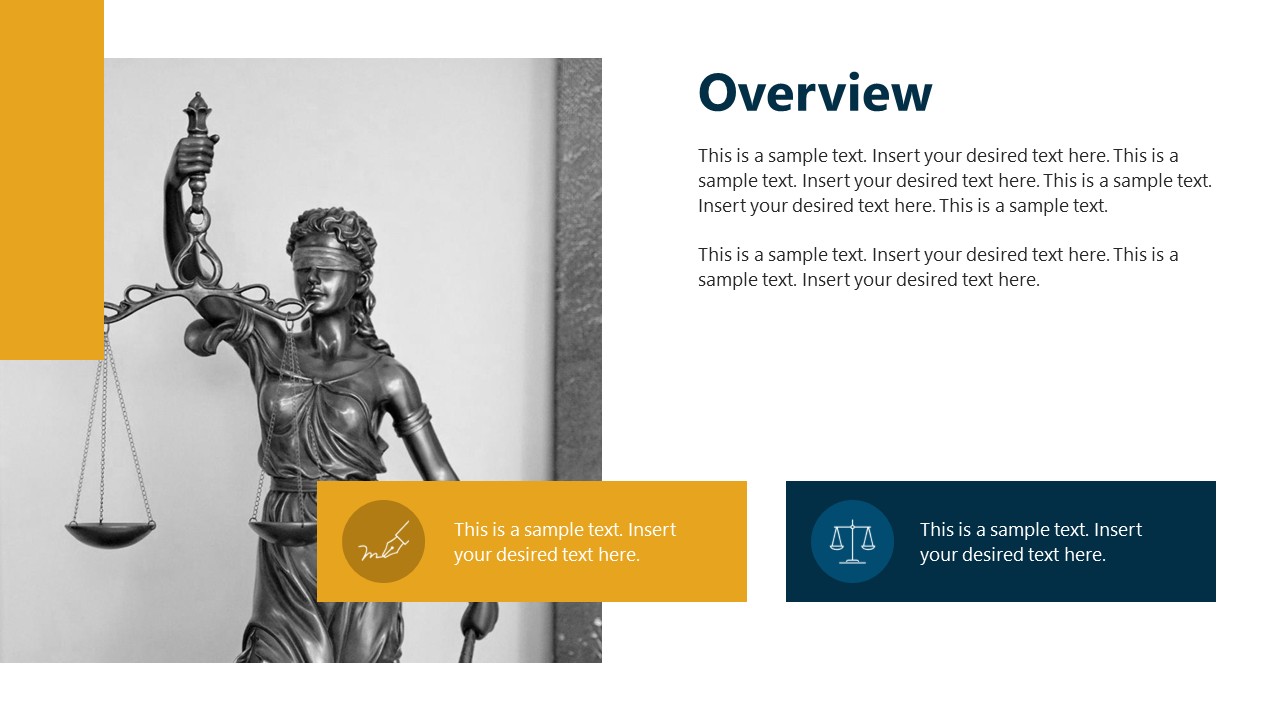 Overview
This is a sample text. Insert your desired text here. This is a
sample text. Insert your desired text here. This is a sample text.
Insert your desired text here. This is a sample text.
This is a sample text. Insert your desired text here. This is a
sample text. Insert your desired text here.
This is a sample text. Insert
your desired text here.
This is a sample text. Insert
your desired text here.